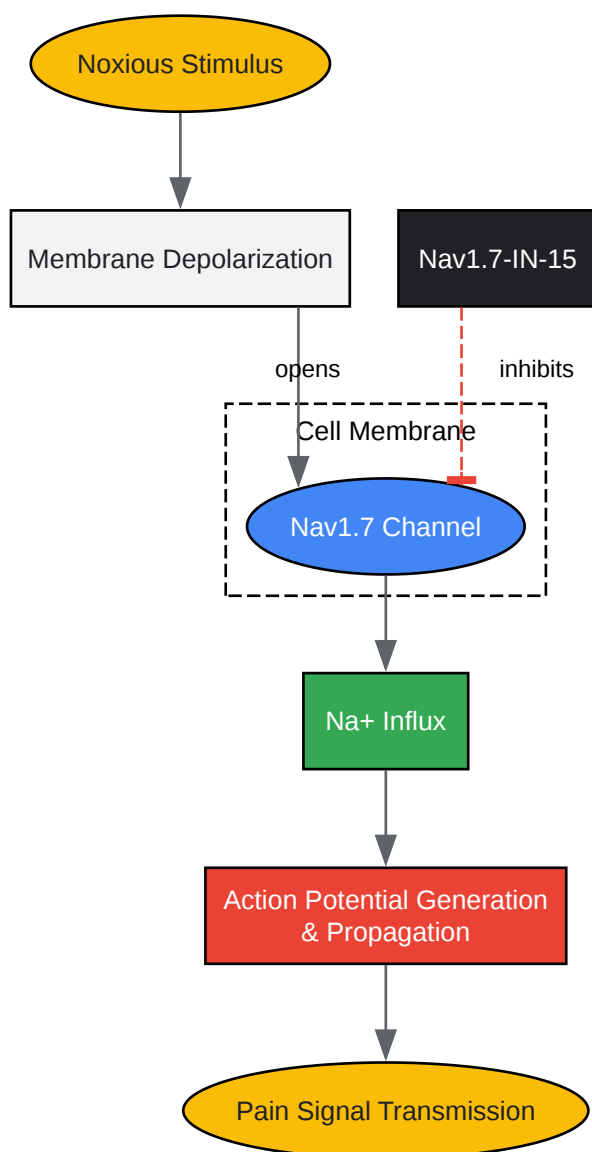 Noxious Stimulus
Membrane Depolarization
Nav1.7-IN-15
opens
inhibits
Cell Membrane
Nav1.7 Channel
Na+ Influx
Action Potential Generation
& Propagation
Pain Signal Transmission